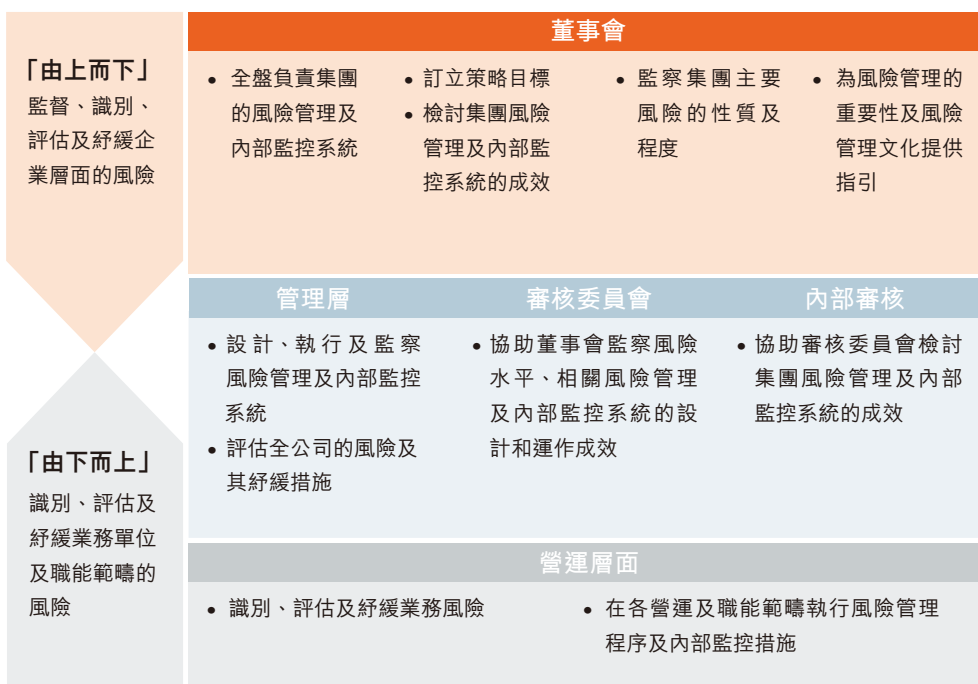 「由上而下」
監督、識別、
評估及紓緩企
業層面的風險
董事會
• 全盤負責集團
的風險管理及
內部監控系統
• 訂立策略目標
• 檢討集團風險
管理及內部監
控系統的成效
• 監察集團主要
風險的性質及
程度
• 為風險管理的
重要性及風險
管理文化提供
指引
管理層
• 設計、執行及監察
風險管理及內部監控
系統
• 評估全公司的風險及
其紓緩措施
審核委員會
• 協助董事會監察風險
水平、相關風險管理
及內部監控系統的設
計和運作成效
內部審核
• 協助審核委員會檢討
集團風險管理及內部
監控系統的成效
「由下而上」
識別、評估及
紓緩業務單位
及職能範疇的
風險
營運層面
• 識別、評估及紓緩業務風險
• 在各營運及職能範疇執行風險管理
程序及內部監控措施